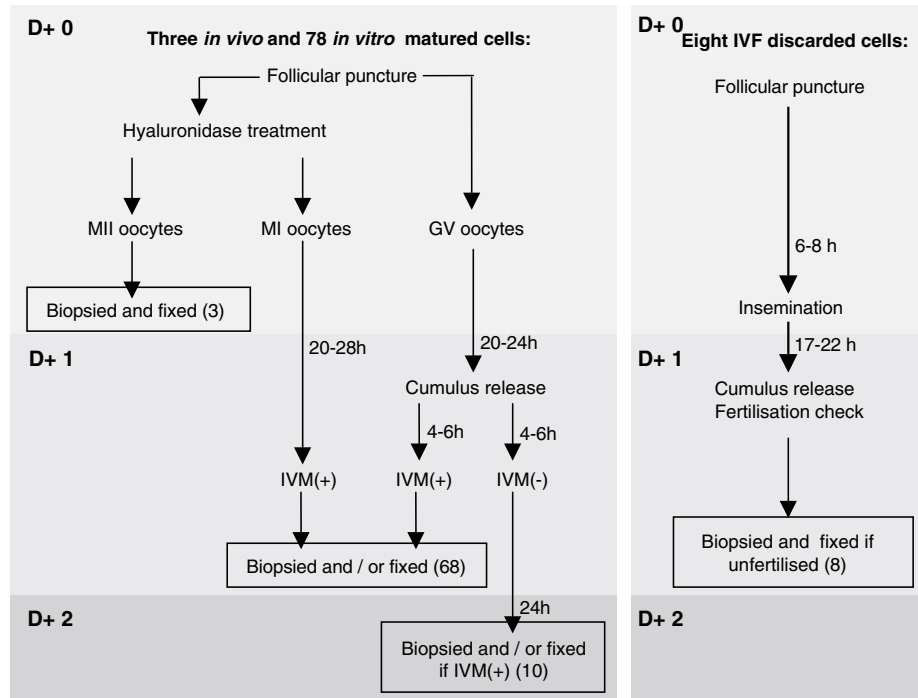 D+ 0
Three in vivo and 78 in vitro matured cells:
Follicular puncture
Hyaluronidase treatment
MII oocytes
MI oocytes
GV oocytes
Biopsied and fixed (3)
D+ 1
20-28h
20-24h
Cumulus release
4-6h
4-6h
IVM(+)
IVM(+)
IVM(-)
Biopsied and / or fixed (68)
D+ 2
24h
Biopsied and / or fixed
if IVM(+) (10)
D+ 0
Eight IVF discarded cells:
Follicular puncture
6-8 h
Insemination
17-22 h
D+ 1
Cumulus release
Fertilisation check
Biopsied and fixed if
unfertilised (8)
D+ 2